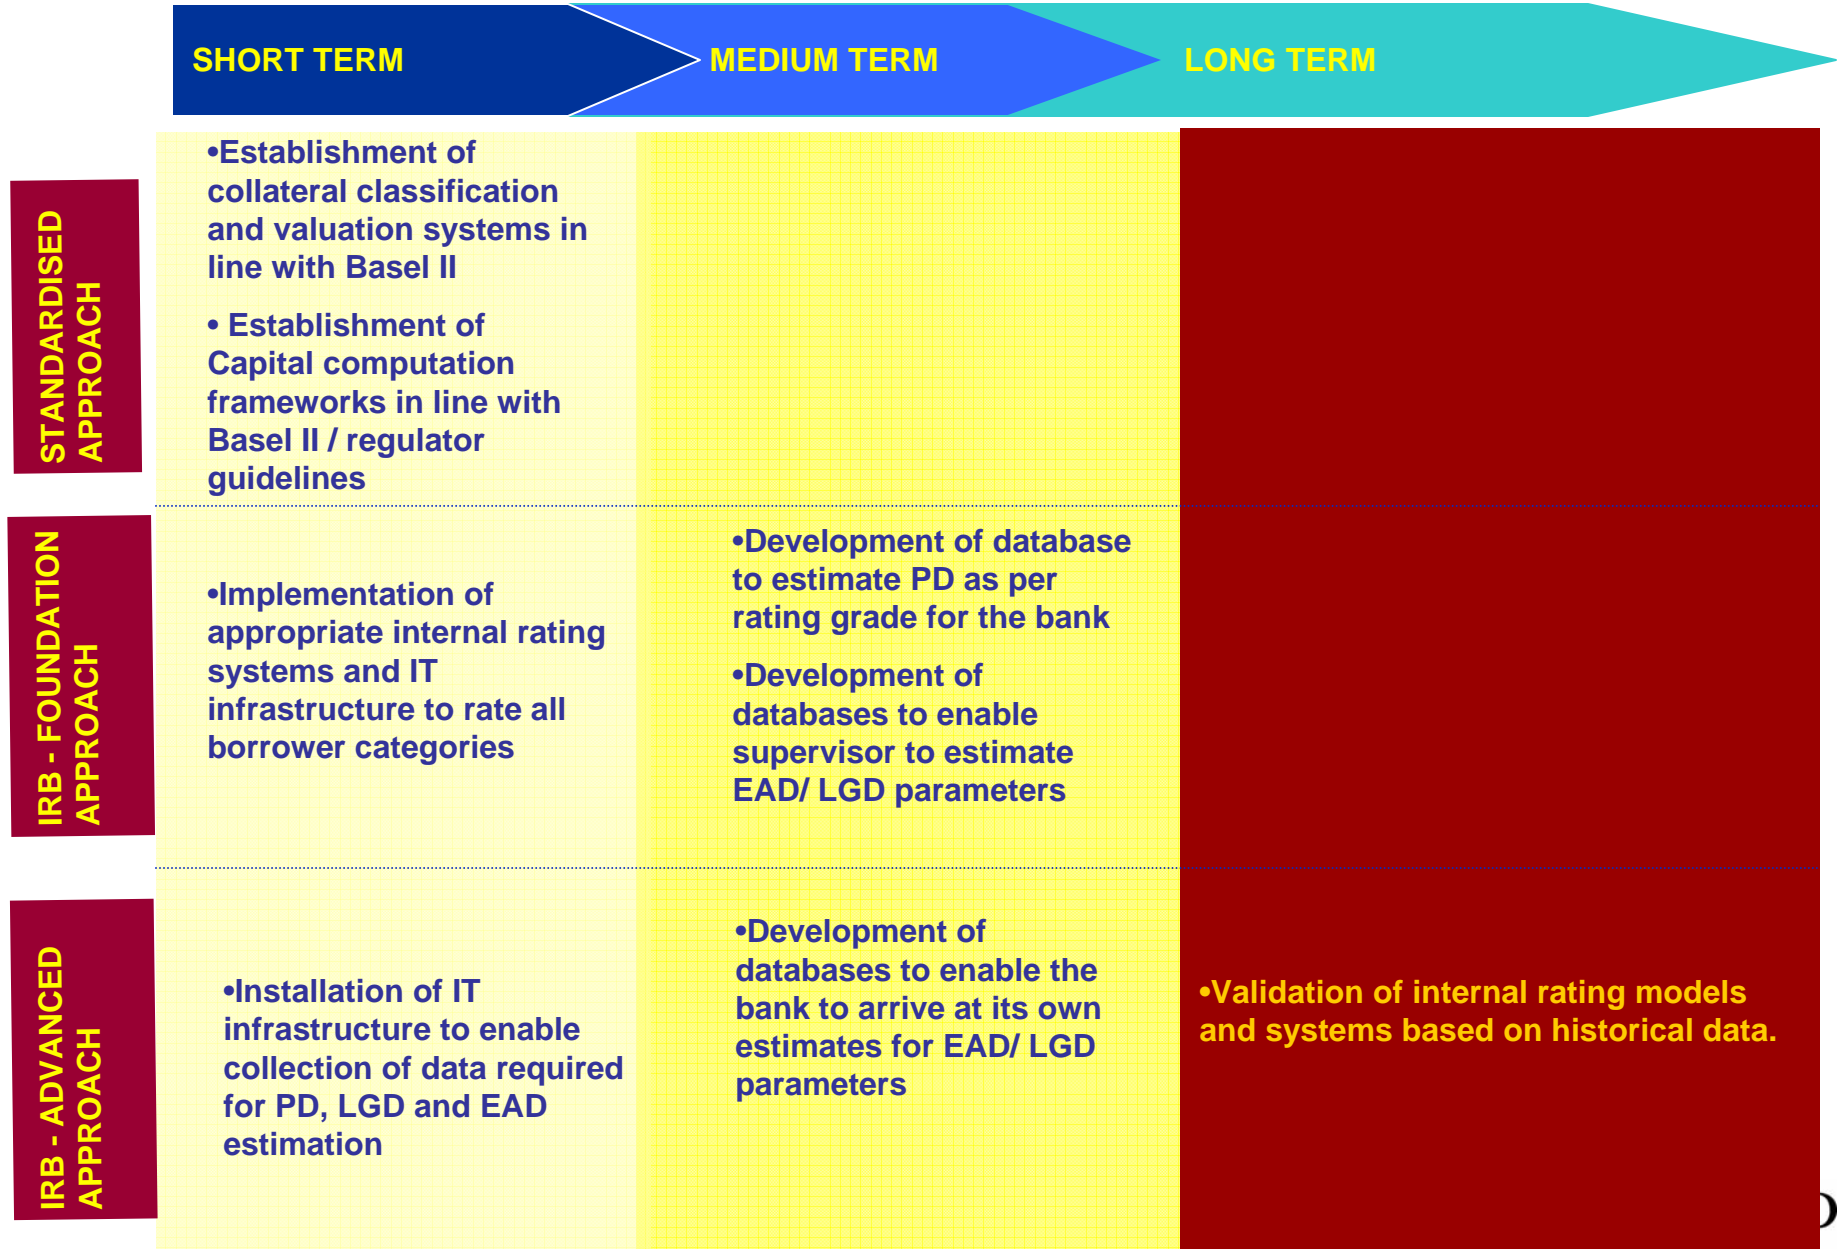 SHORT TERM
MEDIUM TERM
LONG TERM
STANDARDISED
APPROACH
•Establishment of
collateral classification
and valuation systems in
line with Basel II
• Establishment of
Capital computation
frameworks in line with
Basel II / regulator
guidelines
IRB - FOUNDATION
APPROACH
•Implementation of
appropriate internal rating
systems and IT
infrastructure to rate all
borrower categories
•Development of database
to estimate PD as per
rating grade for the bank
•Development of
databases to enable
supervisor to estimate
EAD/ LGD parameters
IRB - ADVANCED
APPROACH
•Installation of IT
infrastructure to enable
collection of data required
for PD, LGD and EAD
estimation
•Development of
databases to enable the
bank to arrive at its own
estimates for EAD/ LGD
parameters
•Validation of internal rating models
and systems based on historical data.